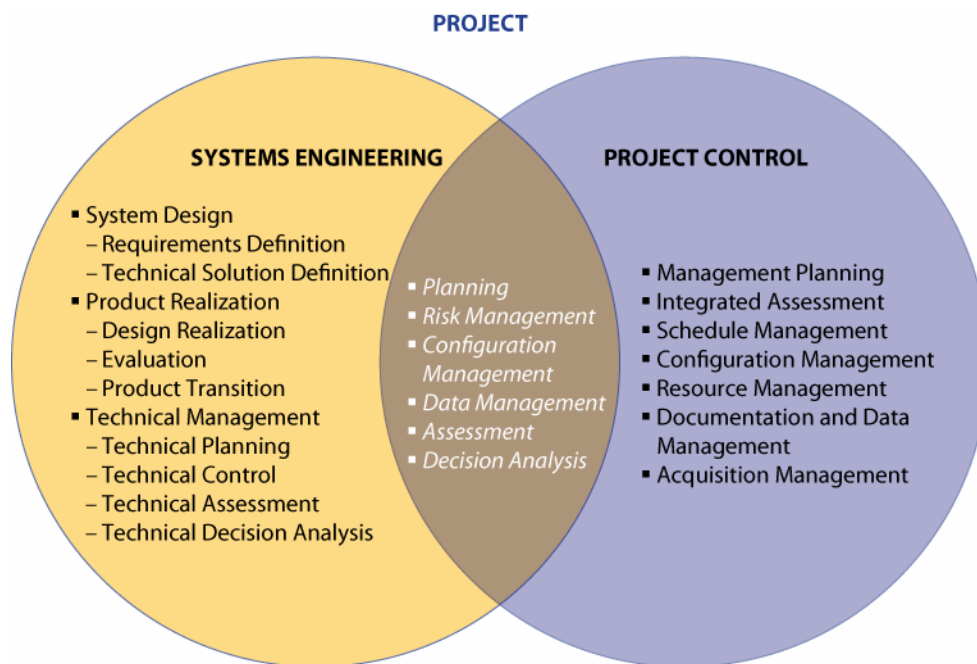 PROJECT
SYSTEMS ENGINEERING
▪ System Design
– Requirements Definition
– Technical Solution Definition
▪ Product Realization
– Design Realization
– Evaluation
– Product Transition
▪ Technical Management
– Technical Planning
– Technical Control
– Technical Assessment
– Technical Decision Analysis
▪ Planning
▪ Risk Management
▪ Configuration
Management
▪ Data Management
▪ Assessment
▪ Decision Analysis
PROJECT CONTROL
▪ Management Planning
▪ Integrated Assessment
▪ Schedule Management
▪ Configuration Management
▪ Resource Management
▪ Documentation and Data
Management
▪ Acquisition Management